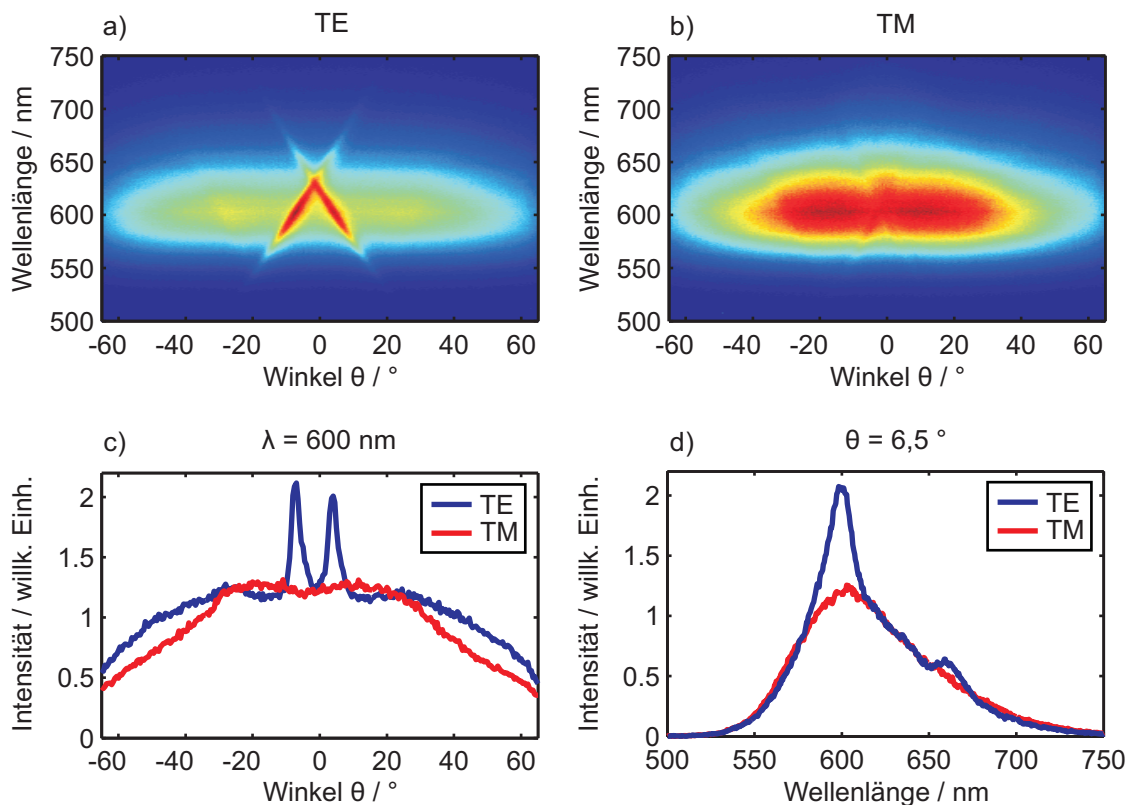 a) TE
750
700
650
600
550
500
Wellenlänge / nm
-60 -40 -20 0 20 40 60
Winkel θ / °
b) TM
750
700
650
600
550
500
Wellenlänge / nm
-60 -40 -20 0 20 40 60
Winkel θ / °
c) λ = 600 nm
2
1.5
1
0.5
0
Intensität / willk. Einh.
TE
TM
-60 -40 -20 0 20 40 60
Winkel θ / °
d) θ = 6,5 °
2
1.5
1
0.5
0
Intensität / willk. Einh.
TE
TM
500 550 600 650 700 750
Wellenlänge / nm